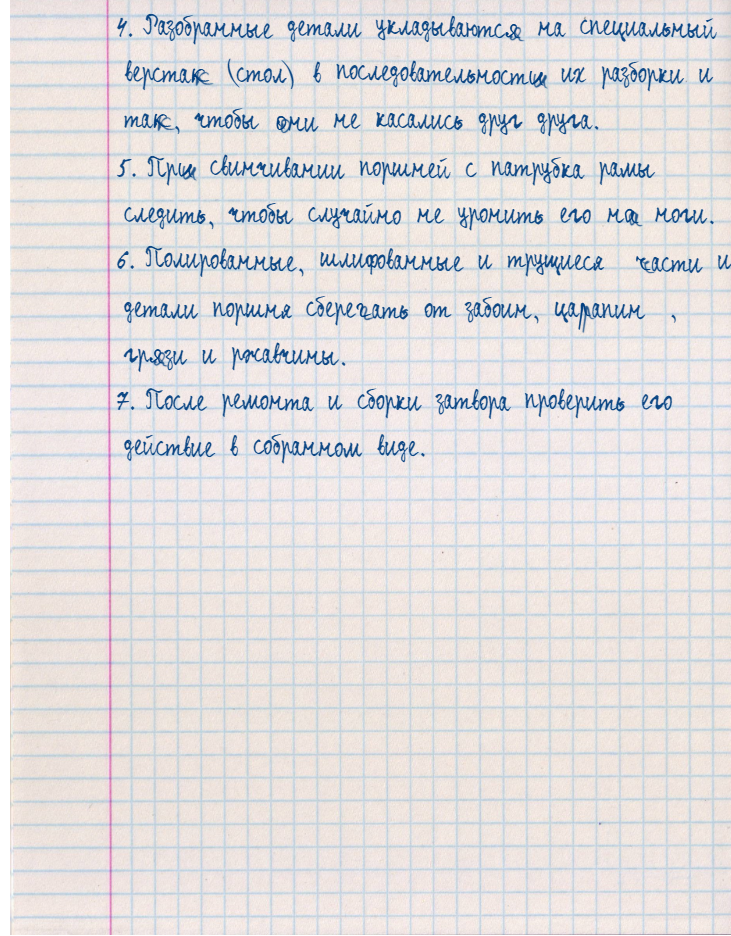 4. Разобранные детали укладываются на специальный
верстак (стол) в последовательности их разборки и
так, чтобы они не касались друг друга.
5. При свинчивании поршней с патрубка рамы
следить, чтобы случайно не уронить его на ноги.
6. Полированные, шлифованные и трущиеся части и
детали поршня сберегать от забоин, царапин ,
грязи и ржавчины.
7. После ремонта и сборки затвора проверить его
действие в собранном виде.